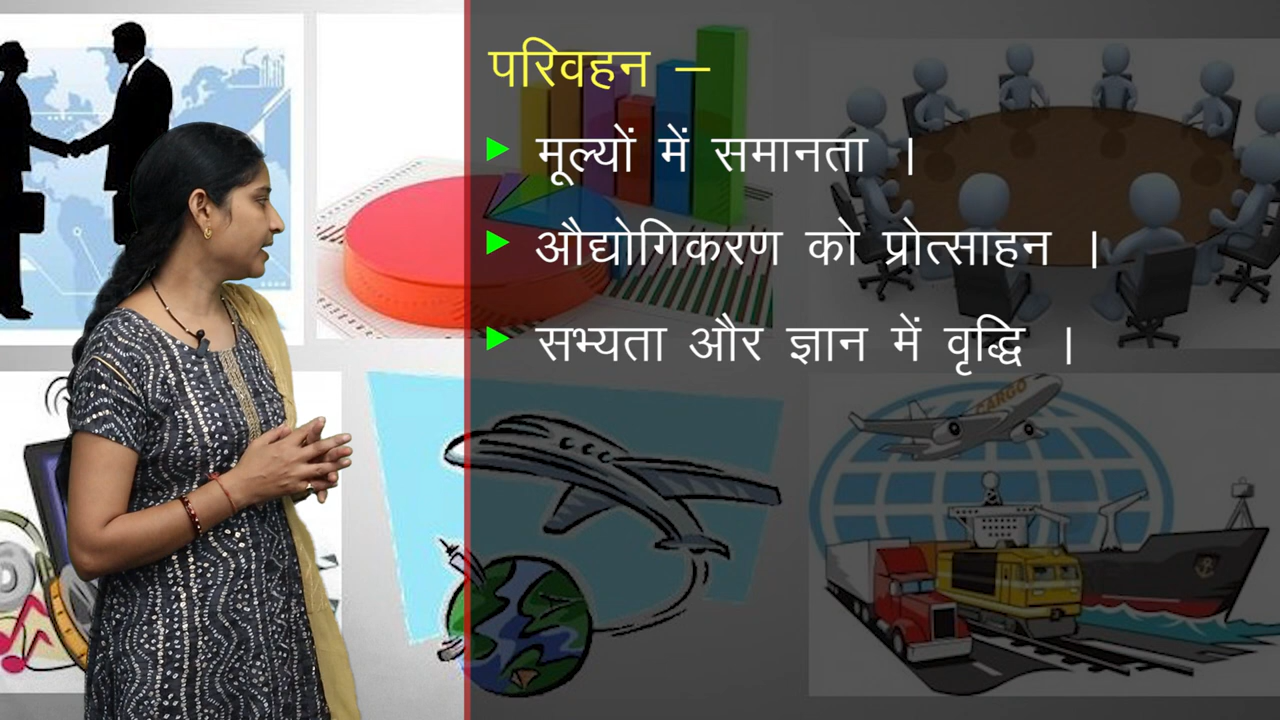 परिवहन –
मूल्यों में समानता ।
औद्योगिकरण को प्रोत्साहन ।
सभ्यता और ज्ञान में वृद्धि ।
CARGO